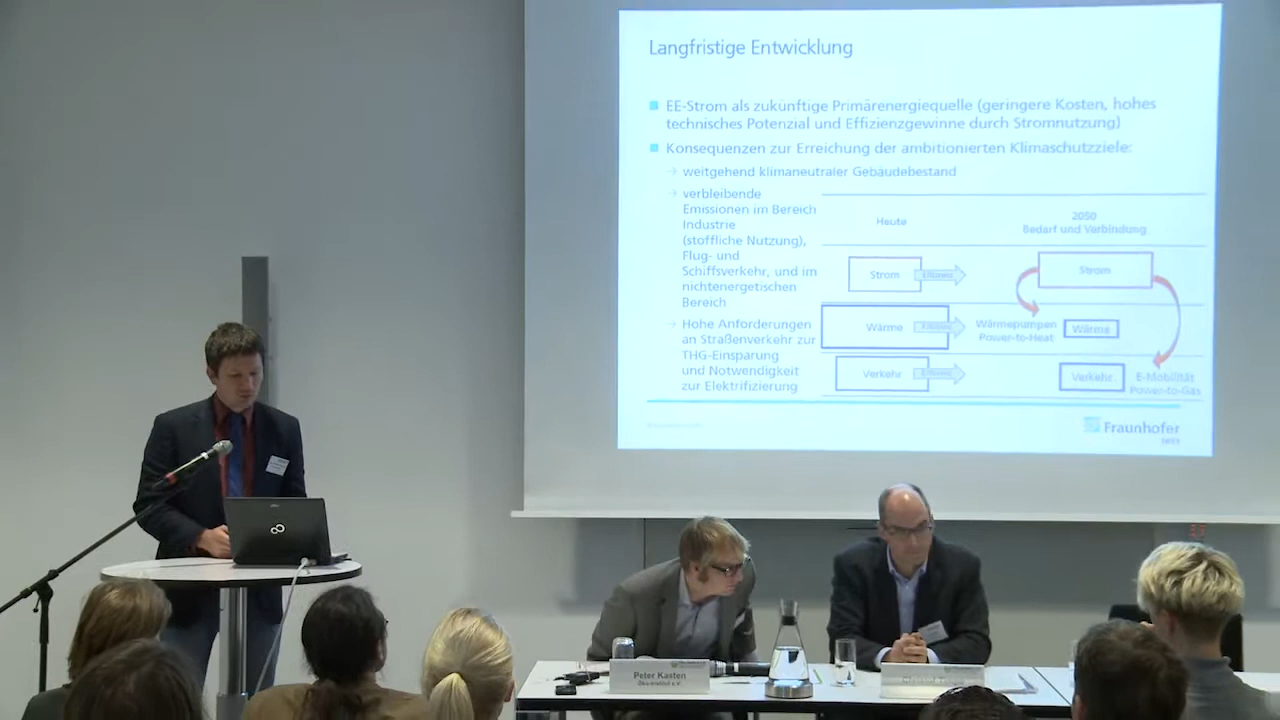 Langfristige Entwicklung
EE-Strom als zukünftige Primärenergiequelle (geringere Kosten, hohes
technisches Potenzial und Effizienzgewinne durch Stromnutzung)
Konsequenzen zur Erreichung der ambitionierten Klimaschutzziele:
weitgehend klimaneutraler Gebäudebestand
verbleibende
Emissionen im Bereich
Industrie
(stoffliche Nutzung),
Flug- und
Schiffsverkehr, und im
nichtenergetischen
Bereich
Hohe Anforderungen
an Straßenverkehr zur
THG-Einsparung
und Notwendigkeit
zur Elektrifizierung
Heute
2050
Bedarf und Verbindung
Strom
Strom
Wärme
Wärmepumpen
Power-to-Heat
Wärme
Verkehr
Verkehr
E-Mobilität
Power-to-Gas
Fraunhofer
IWES
Peter Kasten
Öko-Institut e.V.